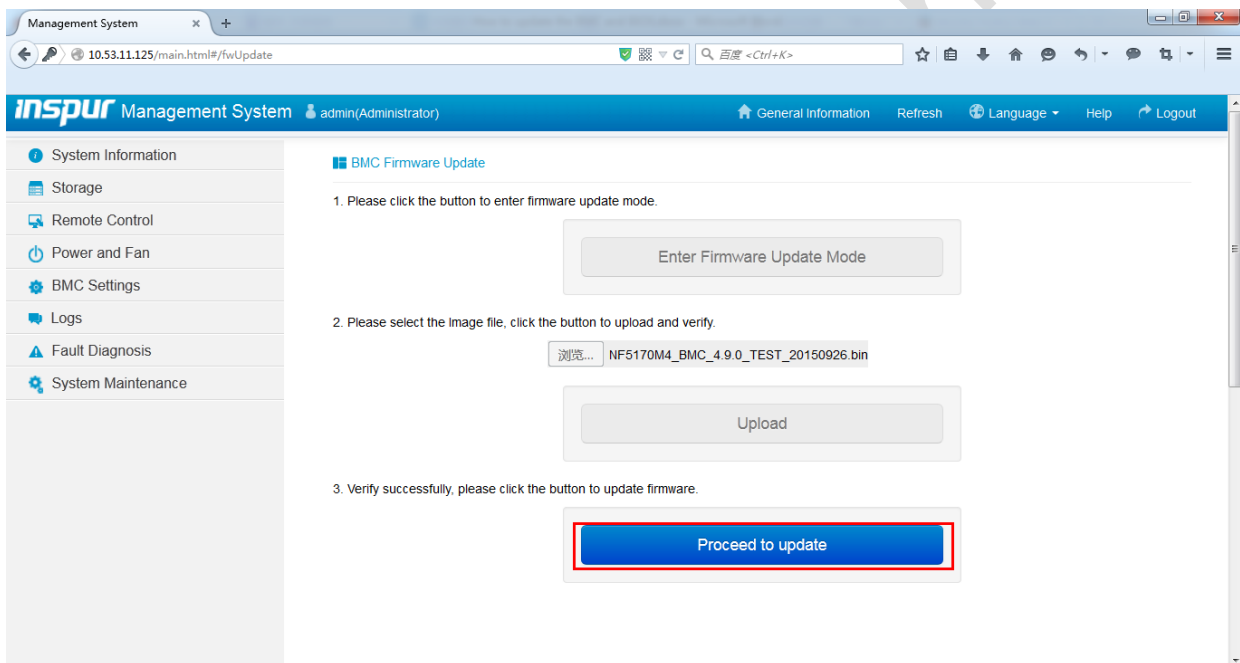 Management System
10.53.11.125/main.html#/fwUpdate
百度 <Ctrl+K>
inspur Management System admin(Administrator) General Information Refresh Language Help Logout
System Information
Storage
Remote Control
Power and Fan
BMC Settings
Logs
Fault Diagnosis
System Maintenance
BMC Firmware Update
1. Please click the button to enter firmware update mode.
Enter Firmware Update Mode
2. Please select the Image file, click the button to upload and verify.
浏览... NF5170M4_BMC_4.9.0_TEST_20150926.bin
Upload
3. Verify successfully, please click the button to update firmware.
Proceed to update